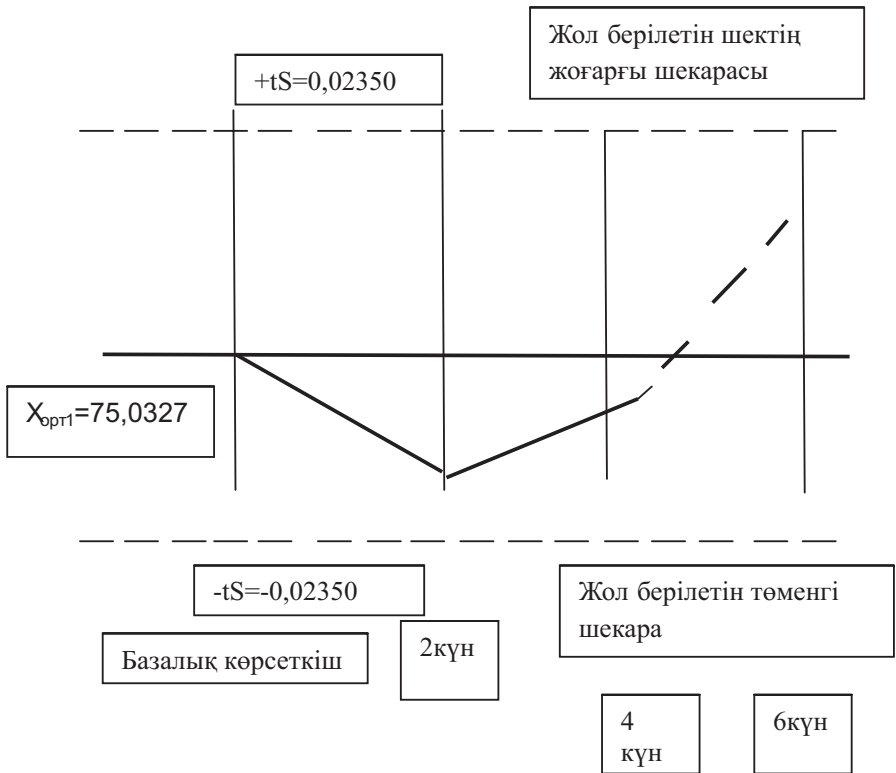 Жол берілетін шектің
жоғарғы шекарасы
+tS=0,02350
Xорт1=75,0327
-tS=-0,02350
Жол берілетін төменгі
шекара
Базалық көрсеткіш
2күн
4
күн
6күн